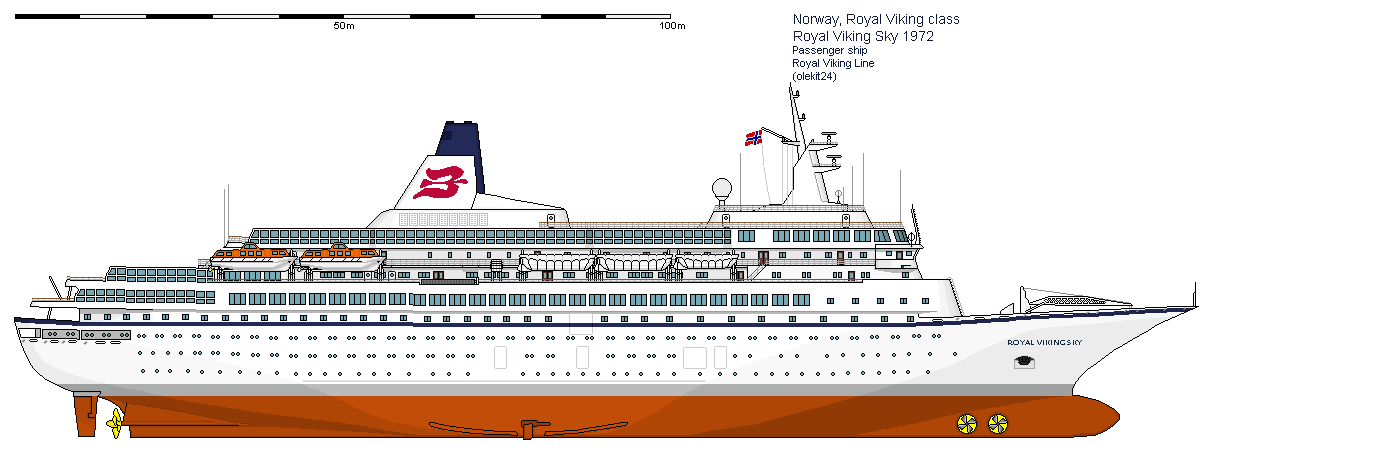 50m
100m
Norway, Royal Viking class
Royal Viking Sky 1972
Passenger ship
Royal Viking Line
(olekit24)
ROYAL VIKING SKY